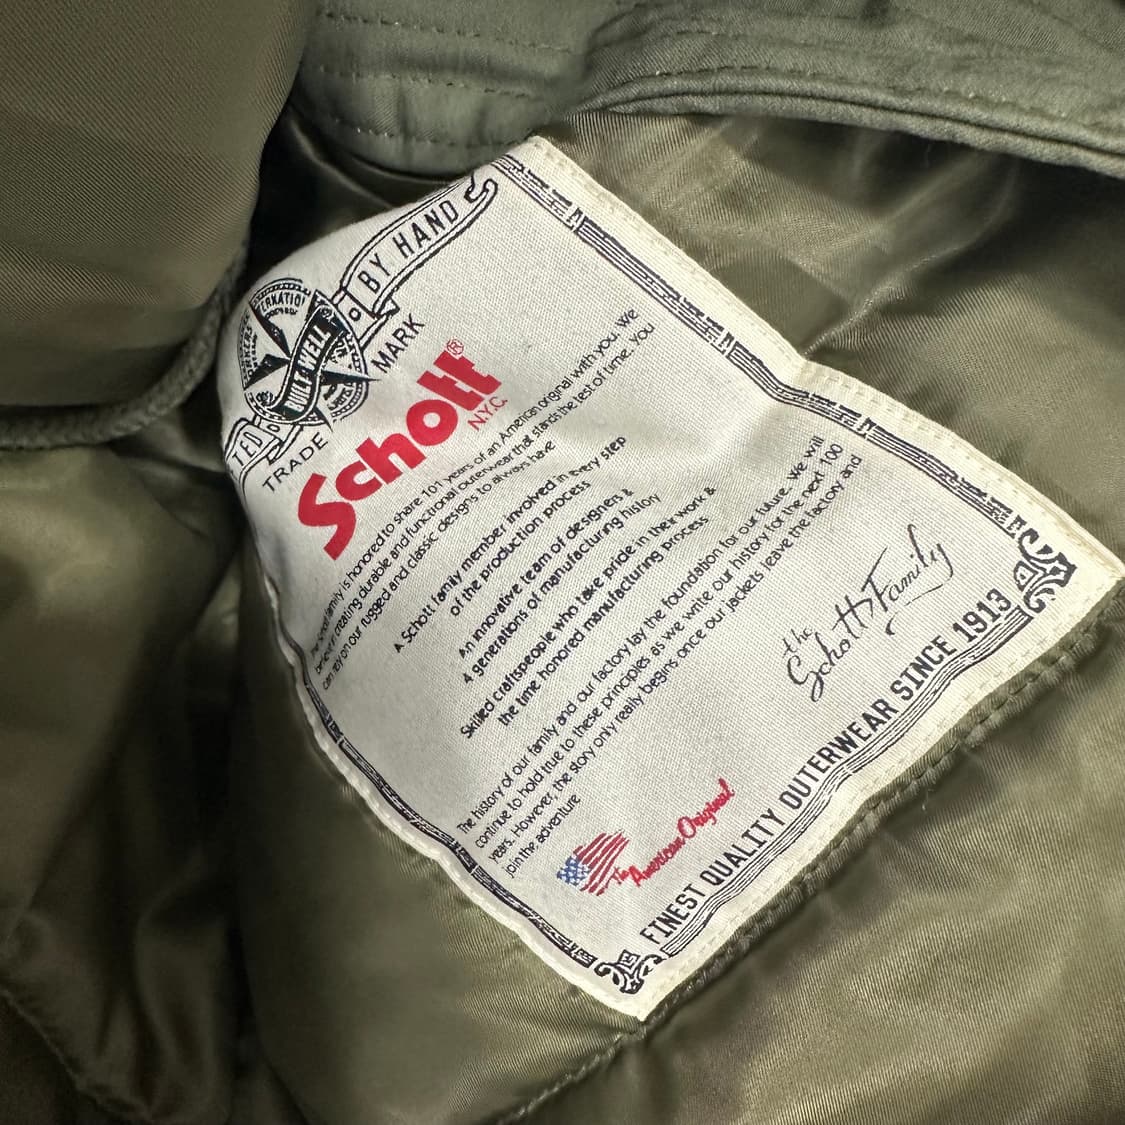 BY HAND
ERNATIO
BUILT WELL
TED
TRADE MARK
Schott®
N.Y.C.
family is honored to share 101 years of an American original with you. We
believe in creating durable and functional outerwear that stands the test of time. You
can rely on our rugged and classic designs to always have
A Schott family member involved in every step
of the production process
An innovative team of designers &
4 generations of manufacturing history
Skilled craftspeople who take pride in their work &
the time honored manufacturing process
The history of our family and our factory lay the foundation for our future. We will
continue to hold true to these principles as we write our history for the next 100
years. However, the story only really begins once our jackets leave the factory and
join the adventure
the
Schott Family
The
American Original
FINEST QUALITY OUTERWEAR SINCE 1913